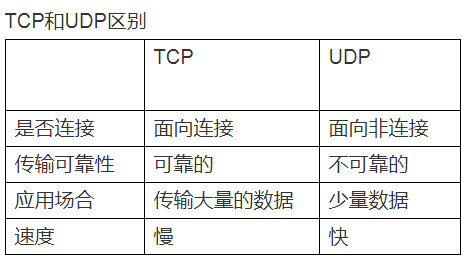 TCP和UDP区别
TCP UDP
是否连接 面向连接 面向非连接
传输可靠性 可靠的 不可靠的
应用场合 传输大量的数据 少量数据
速度 慢 快